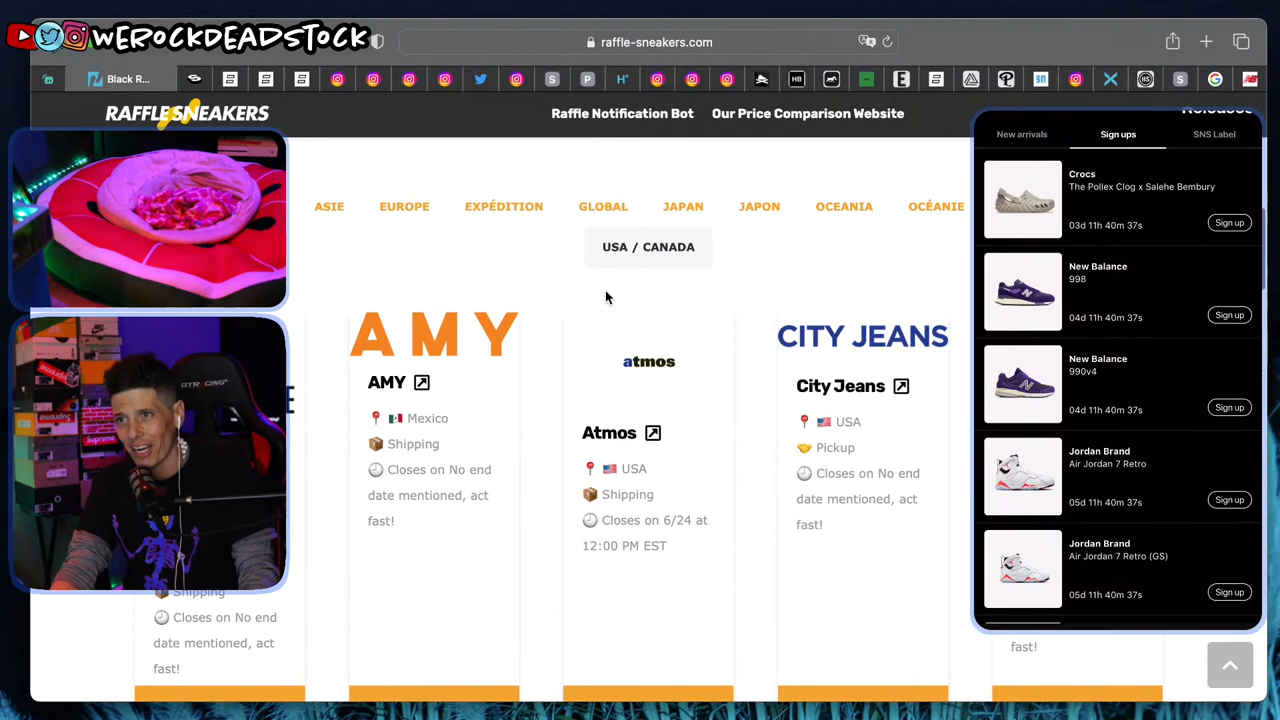 WEROCKDEADSTOCK
raffle-sneakers.com
Black R...
S
P
HB
E
G
RAFFLESNEAKERS
Raffle Notification Bot
Our Price Comparison Website
ASIE
EUROPE
EXPÉDITION
GLOBAL
JAPAN
JAPON
OCEANIA
OCÉANIE
USA / CANADA
AMY
AMY
Mexico
Shipping
Closes on No end
date mentioned, act
fast!
atmos
Atmos
USA
Shipping
Closes on 6/24 at
12:00 PM EST
CITY JEANS
City Jeans
USA
Pickup
Closes on No end
date mentioned, act
fast!
Shipping
Closes on No end
date mentioned, act
fast!
fast!
GTRACING
Supreme
New arrivals
Sign ups
SNS Label
Crocs
The Pollex Clog x Salehe Bembury
03d 11h 40m 37s
Sign up
New Balance
998
04d 11h 40m 37s
Sign up
New Balance
990v4
04d 11h 40m 37s
Sign up
Jordan Brand
Air Jordan 7 Retro
05d 11h 40m 37s
Sign up
Jordan Brand
Air Jordan 7 Retro (GS)
05d 11h 40m 37s
Sign up